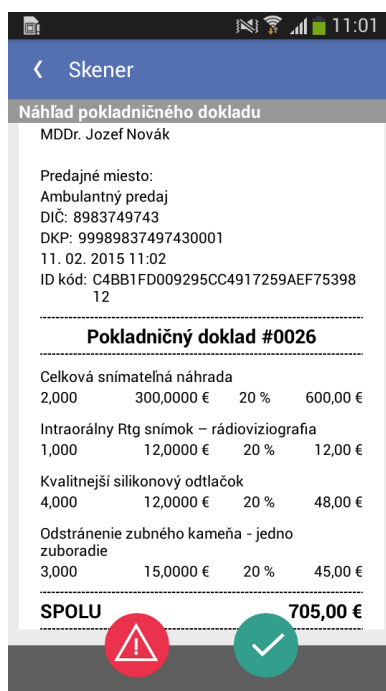 11:01
Skener
Náhľad pokladničného dokladu
MDDr. Jozef Novák
Predajné miesto:
Ambulantný predaj
DIČ: 8983749743
DKP: 99989837497430001
11. 02. 2015 11:02
ID kód: C4BB1FD009295CC4917259AEF75398
12
Pokladničný doklad #0026
Celková snímateľná náhrada
2,000 300,0000 € 20 % 600,00 €
Intraorálny Rtg snímok – rádioviziografia
1,000 12,0000 € 20 % 12,00 €
Kvalitnejší silikonový odtlačok
4,000 12,0000 € 20 % 48,00 €
Odstránenie zubného kameňa - jedno
zuboradie
3,000 15,0000 € 20 % 45,00 €
SPOLU 705,00 €